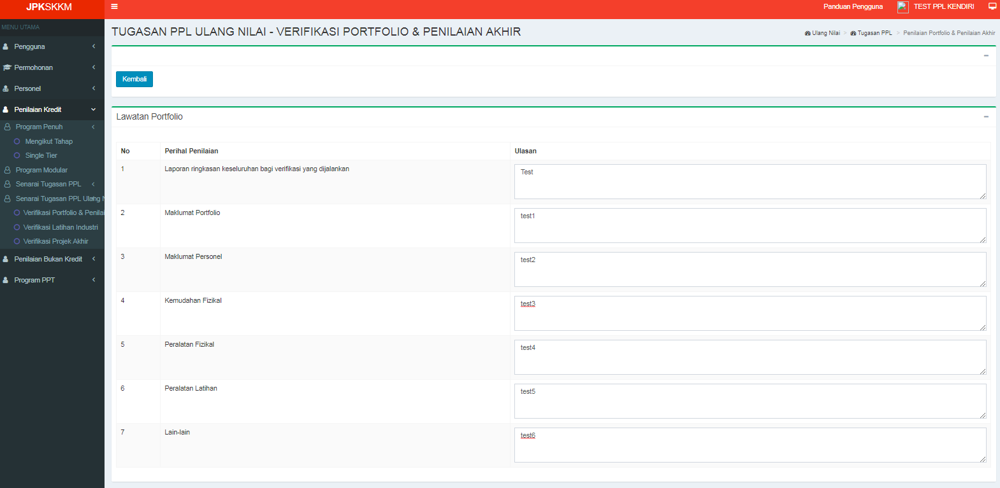 JPKSKKM
Panduan Pengguna
TEST PPL KENDIRI
MENU UTAMA
Pengguna
Permohonan
Personel
Penilaian Kredit
Program Penuh
Mengikut Tahap
Single Tier
Program Modular
Senarai Tugasan PPL
Senarai Tugasan PPL Ulang N
Verifikasi Portfolio & Penilai
Verifikasi Latihan Industri
Verifikasi Projek Akhir
Penilaian Bukan Kredit
Program PPT
TUGASAN PPL ULANG NILAI - VERIFIKASI PORTFOLIO & PENILAIAN AKHIR
Ulang Nilai > Tugasan PPL > Penilaian Portfolio & Penilaian Akhir
Kembali
Lawatan Portfolio
No Perihal Penilaian Ulasan
1 Laporan ringkasan keseluruhan bagi verifikasi yang dijalankan Test
2 Maklumat Portfolio test1
3 Maklumat Personel test2
4 Kemudahan Fizikal test3
5 Peralatan Fizikal test4
6 Peralatan Latihan test5
7 Lain-lain test6